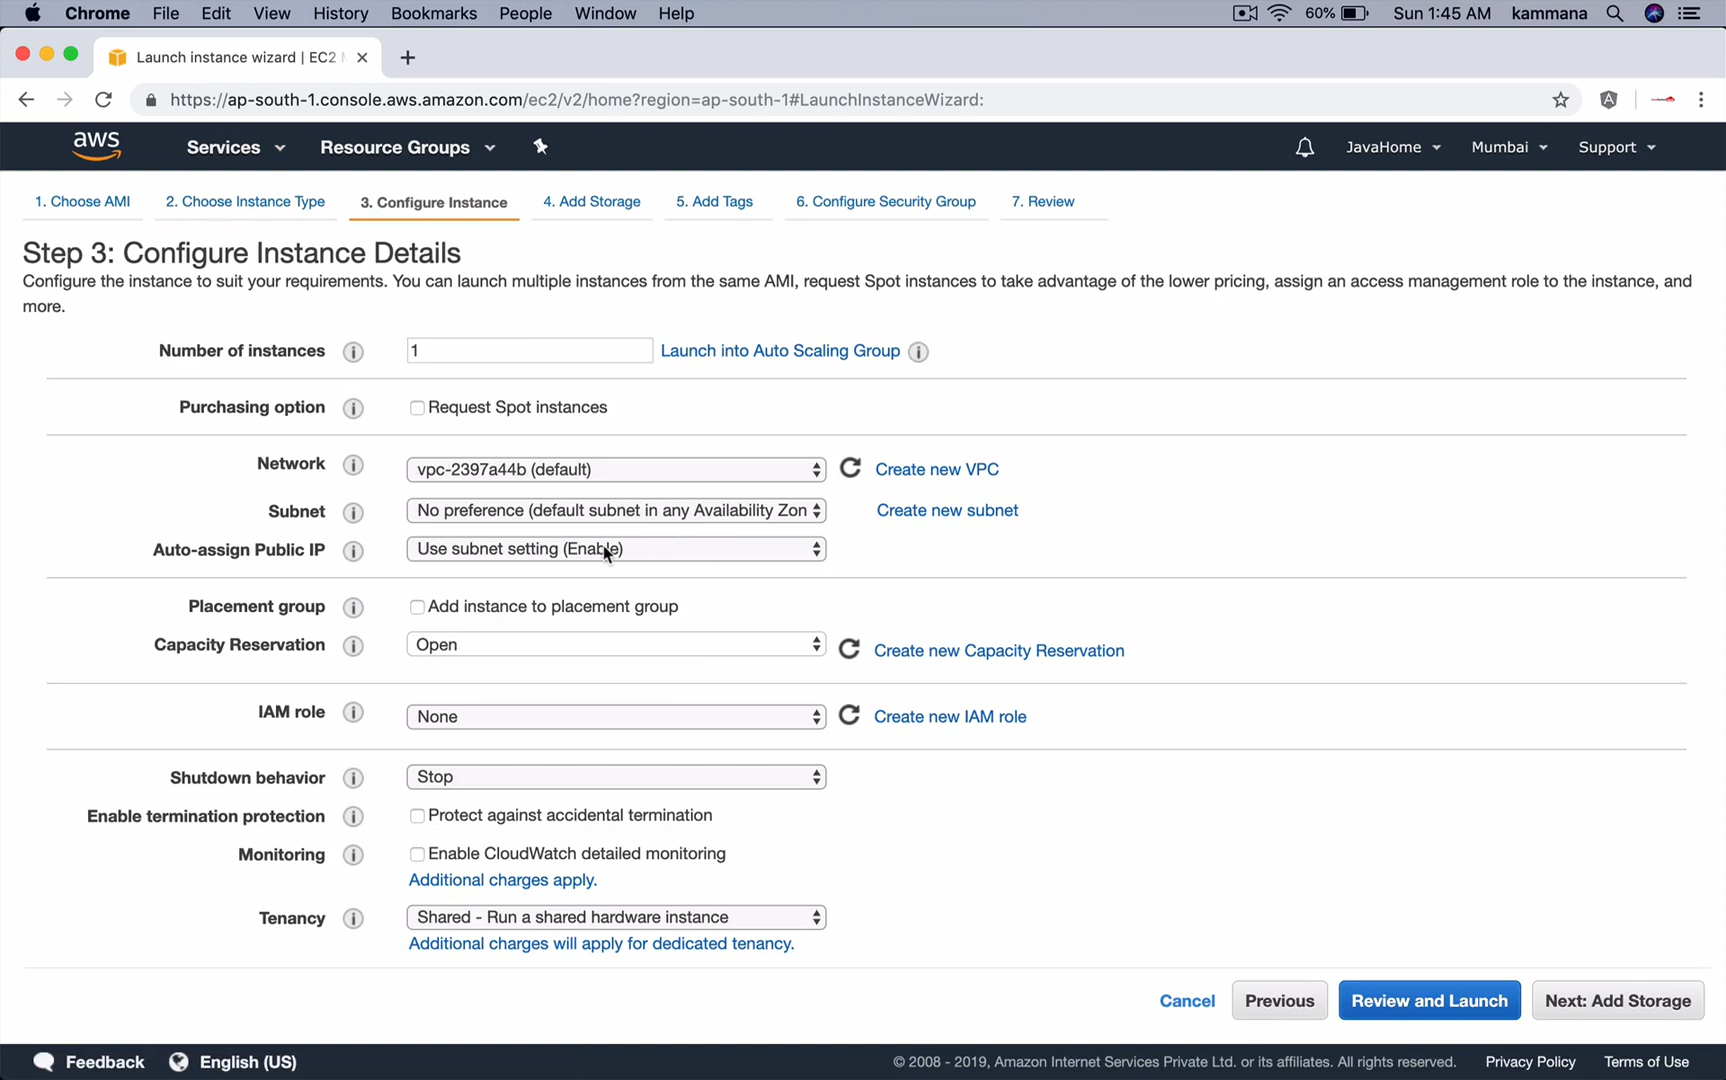 Chrome File Edit View History Bookmarks People Window Help 60% Sun 1:45 AM kammana
Launch instance wizard | EC2
https://ap-south-1.console.aws.amazon.com/ec2/v2/home?region=ap-south-1#LaunchInstanceWizard:
aws Services Resource Groups JavaHome Mumbai Support
1. Choose AMI 2. Choose Instance Type 3. Configure Instance 4. Add Storage 5. Add Tags 6. Configure Security Group 7. Review
Step 3: Configure Instance Details
Configure the instance to suit your requirements. You can launch multiple instances from the same AMI, request Spot instances to take advantage of the lower pricing, assign an access management role to the instance, and
more.
Number of instances 1 Launch into Auto Scaling Group
Purchasing option Request Spot instances
Network vpc-2397a44b (default) Create new VPC
Subnet No preference (default subnet in any Availability Zon Create new subnet
Auto-assign Public IP Use subnet setting (Enable)
Placement group Add instance to placement group
Capacity Reservation Open Create new Capacity Reservation
IAM role None Create new IAM role
Shutdown behavior Stop
Enable termination protection Protect against accidental termination
Monitoring Enable CloudWatch detailed monitoring
Additional charges apply.
Tenancy Shared - Run a shared hardware instance
Additional charges will apply for dedicated tenancy.
Cancel Previous Review and Launch Next: Add Storage
Feedback English (US) © 2008 - 2019, Amazon Internet Services Private Ltd. or its affiliates. All rights reserved. Privacy Policy Terms of Use